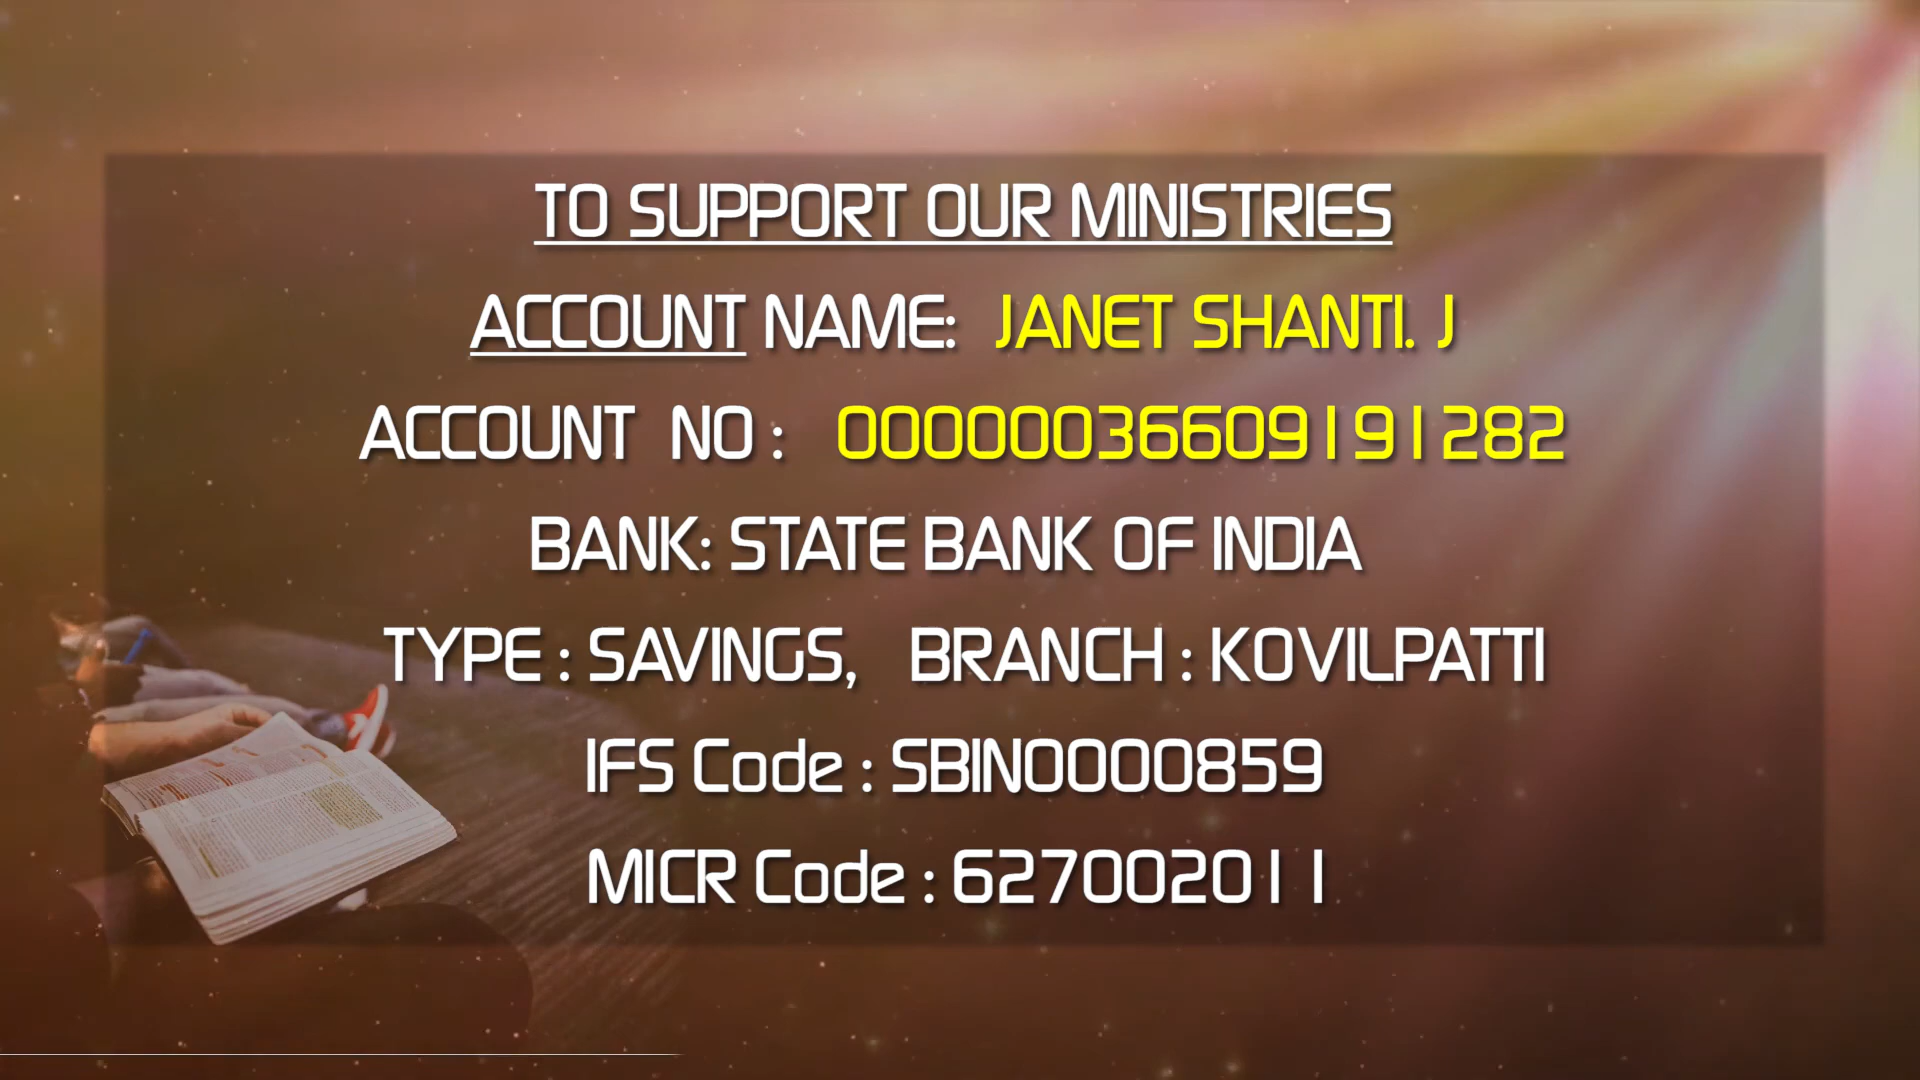 TO SUPPORT OUR MINISTRIES
ACCOUNT NAME: JANET SHANTI. J
ACCOUNT NO : 00000036609191282
BANK: STATE BANK OF INDIA
TYPE : SAVINGS, BRANCH : KOVILPATTI
IFS Code : SBIN0000859
MICR Code : 627002011